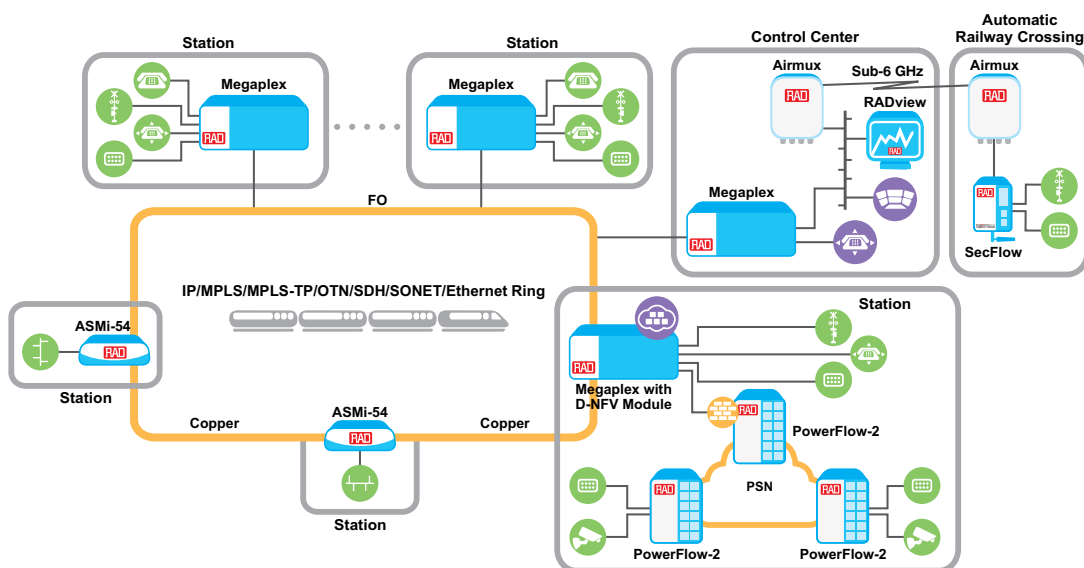 Station
Megaplex
RAD
Station
Megaplex
RAD
Control Center
Airmux
RAD
Sub-6 GHz
RADview
RAD
Megaplex
RAD
Automatic
Railway Crossing
Airmux
RAD
RAD
SecFlow
FO
IP/MPLS/MPLS-TP/OTN/SDH/SONET/Ethernet Ring
ASMi-54
RAD
Station
Copper
ASMi-54
RAD
Copper
Station
Station
RAD
Megaplex with
D-NFV Module
RAD
PowerFlow-2
PSN
RAD
PowerFlow-2
RAD
PowerFlow-2